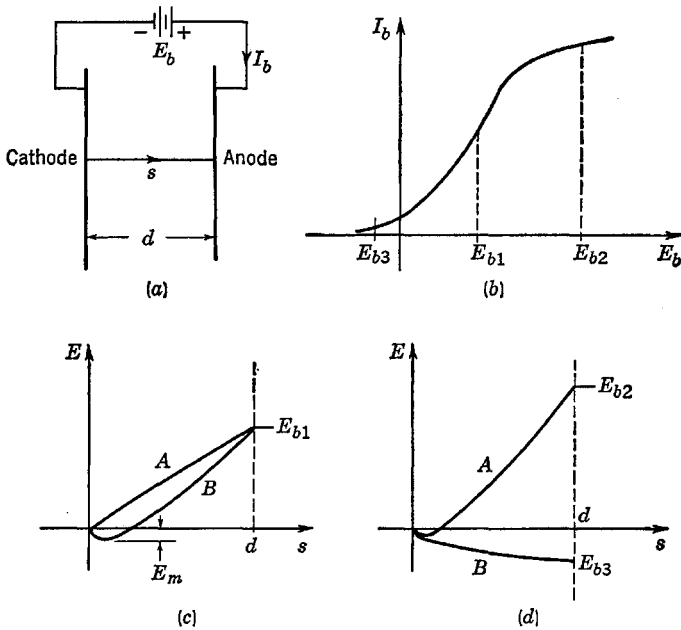 − +
E_b
I_b
Cathode
Anode
s
d
(a)
I_b
E_b3
E_b1
E_b2
E_b
(b)
E
A
B
E_b1
E_m
d
s
(c)
E
A
B
E_b2
d
s
E_b3
(d)